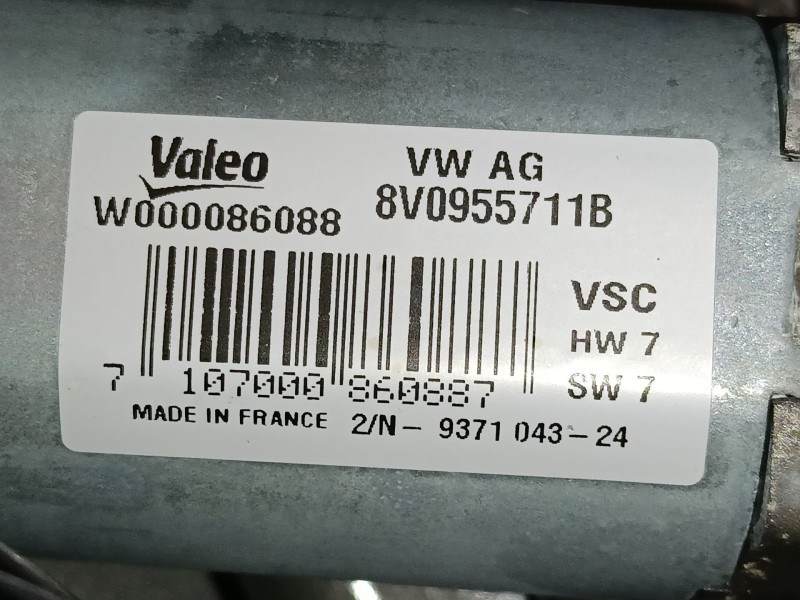 Valeo
VW AG
W000086088
8V0955711B
VSC
HW 7
SW 7
7 107000 860887
MADE IN FRANCE 2/N - 9371 043-24